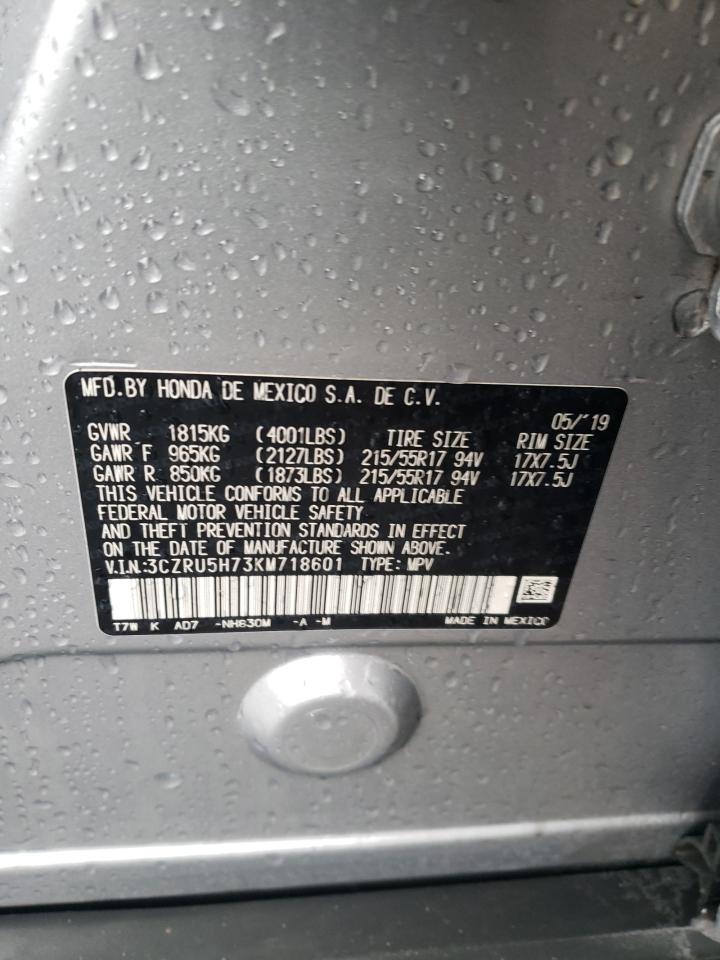 MFD.BY HONDA DE MEXICO S.A. DE C.V.
05/'19
GVWR 1815KG (4001LBS) TIRE SIZE RIM SIZE
GAWR F 965KG (2127LBS) 215/55R17 94V 17X7.5J
GAWR R 850KG (1873LBS) 215/55R17 94V 17X7.5J
THIS VEHICLE CONFORMS TO ALL APPLICABLE
FEDERAL MOTOR VEHICLE SAFETY
AND THEFT PREVENTION STANDARDS IN EFFECT
ON THE DATE OF MANUFACTURE SHOWN ABOVE.
V.I.N.:3CZRU5H73KM718601 TYPE: MPV
T7W K AD7 -NH830M -A -M MADE IN MEXICO